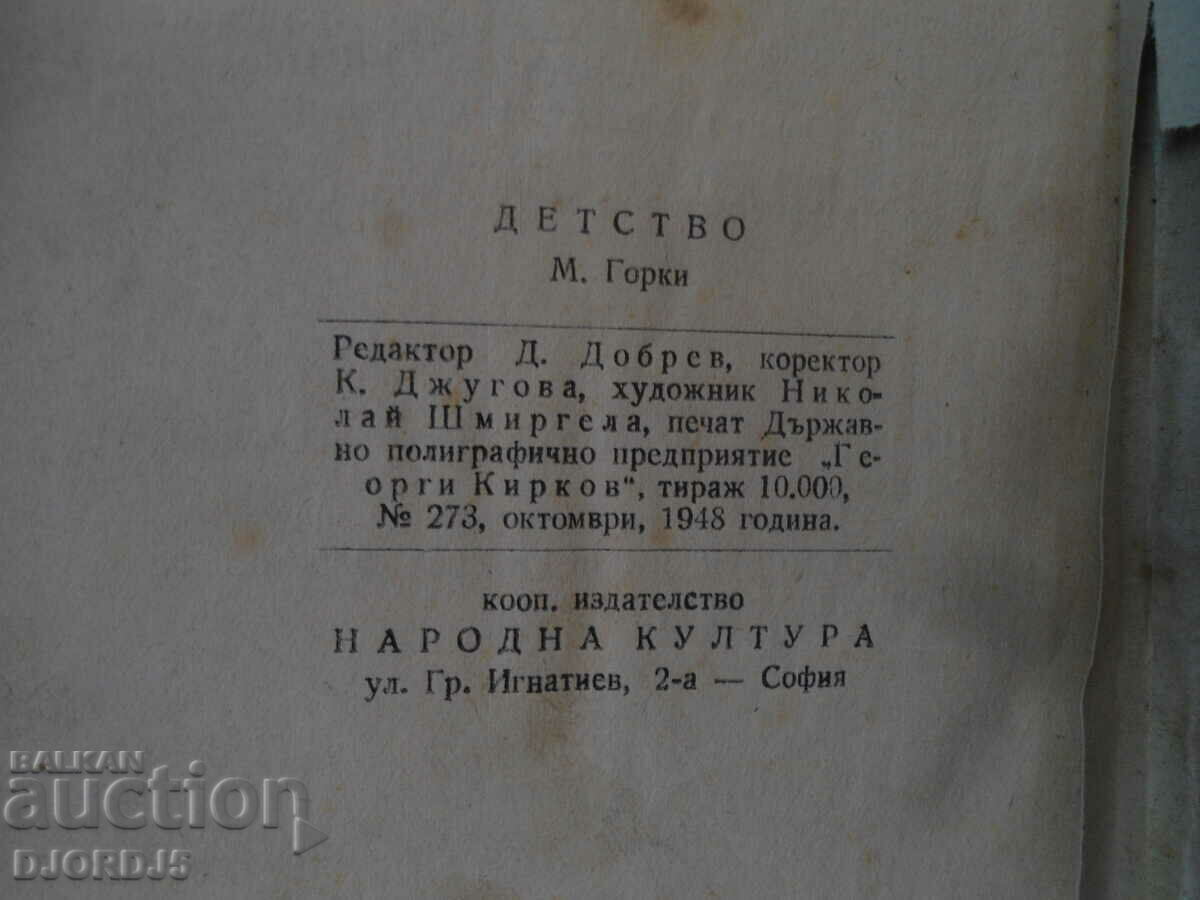 ДЕТСТВО
М. Горки
Редактор Д. Добрев, коректор
К. Джугова, художник Нико-
лай Шмиргела, печат Държав-
но полиграфично предприятие „Ге-
орги Кирков", тираж 10.000,
№ 273, октомври, 1948 година.
кооп. издателство
НАРОДНА КУЛТУРА
ул. Гр. Игнатиев, 2-а — София
BALKAN
auction
DJORDJ5